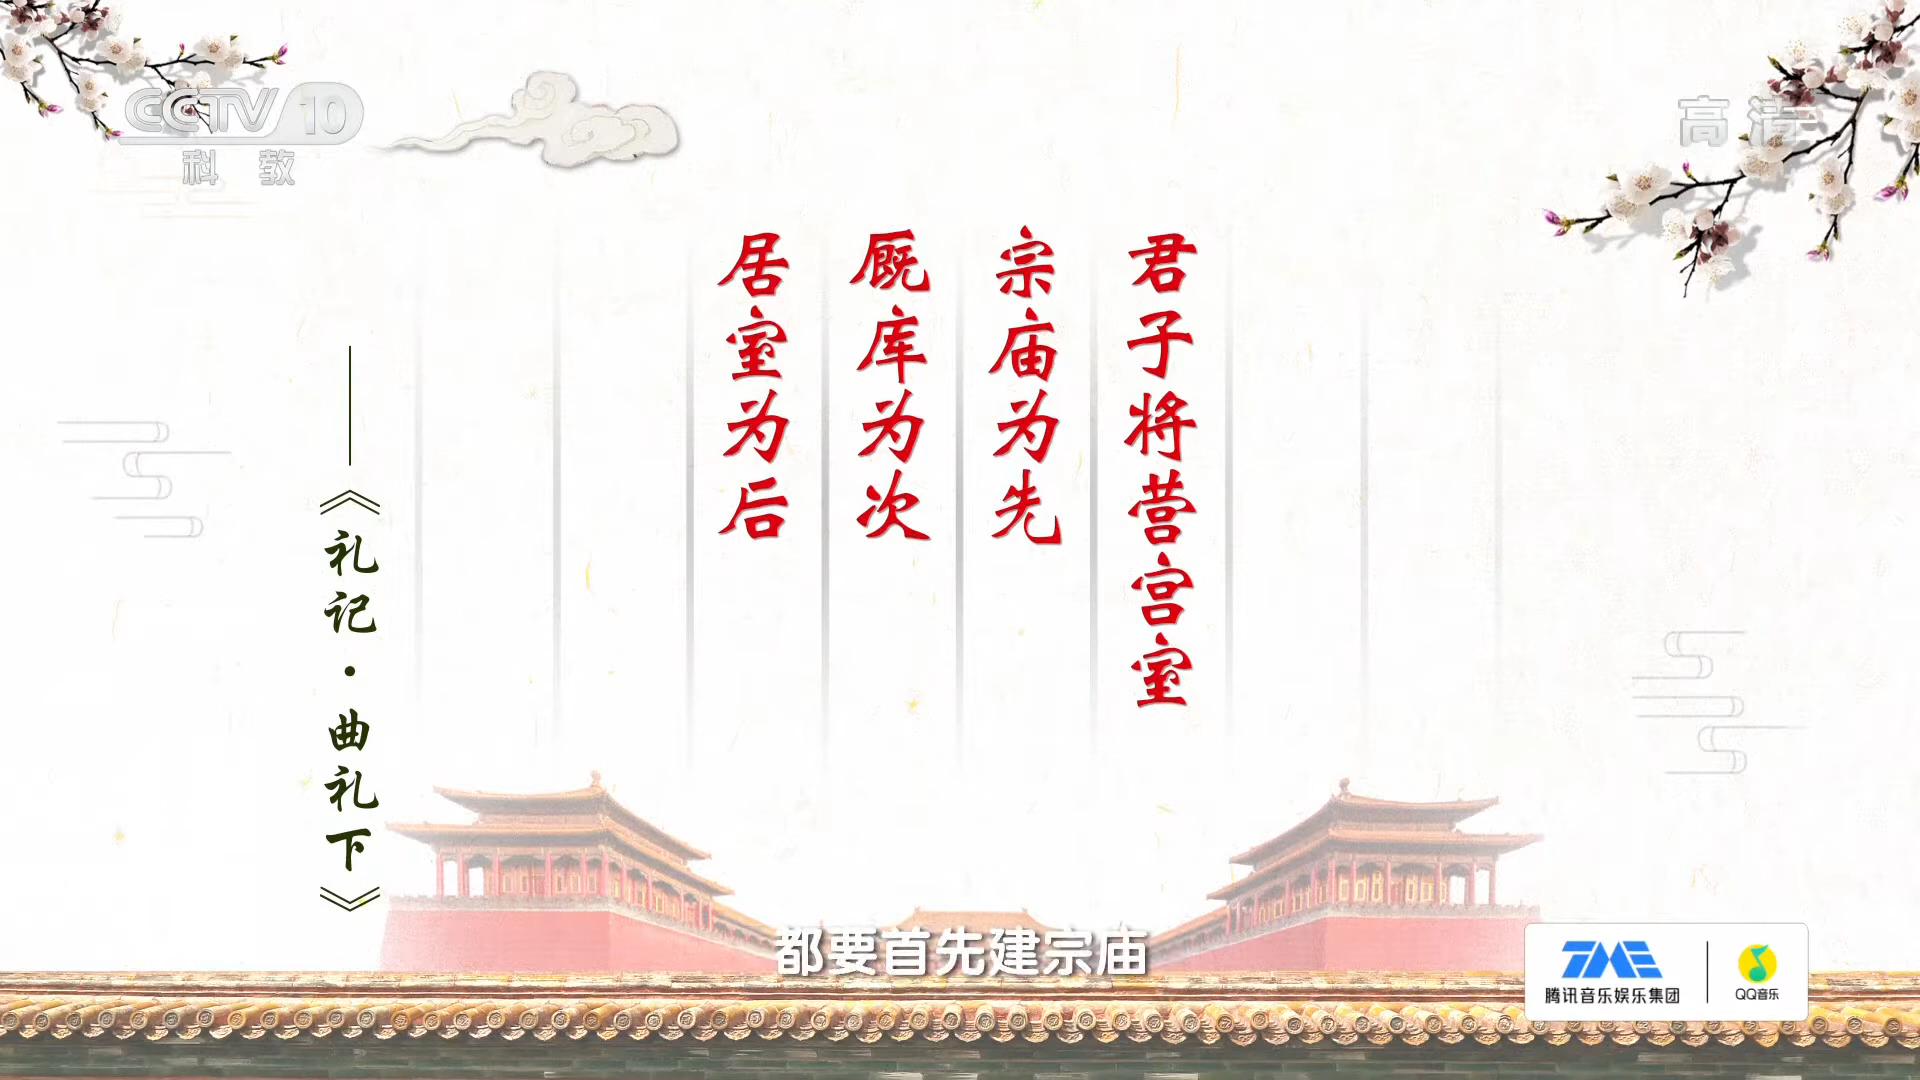 CCTV 10
科 教
高清
君子将营宫室
宗庙为先
厩库为次
居室为后
——《礼记·曲礼下》
都要首先建宗庙
TME
腾讯音乐娱乐集团
QQ音乐